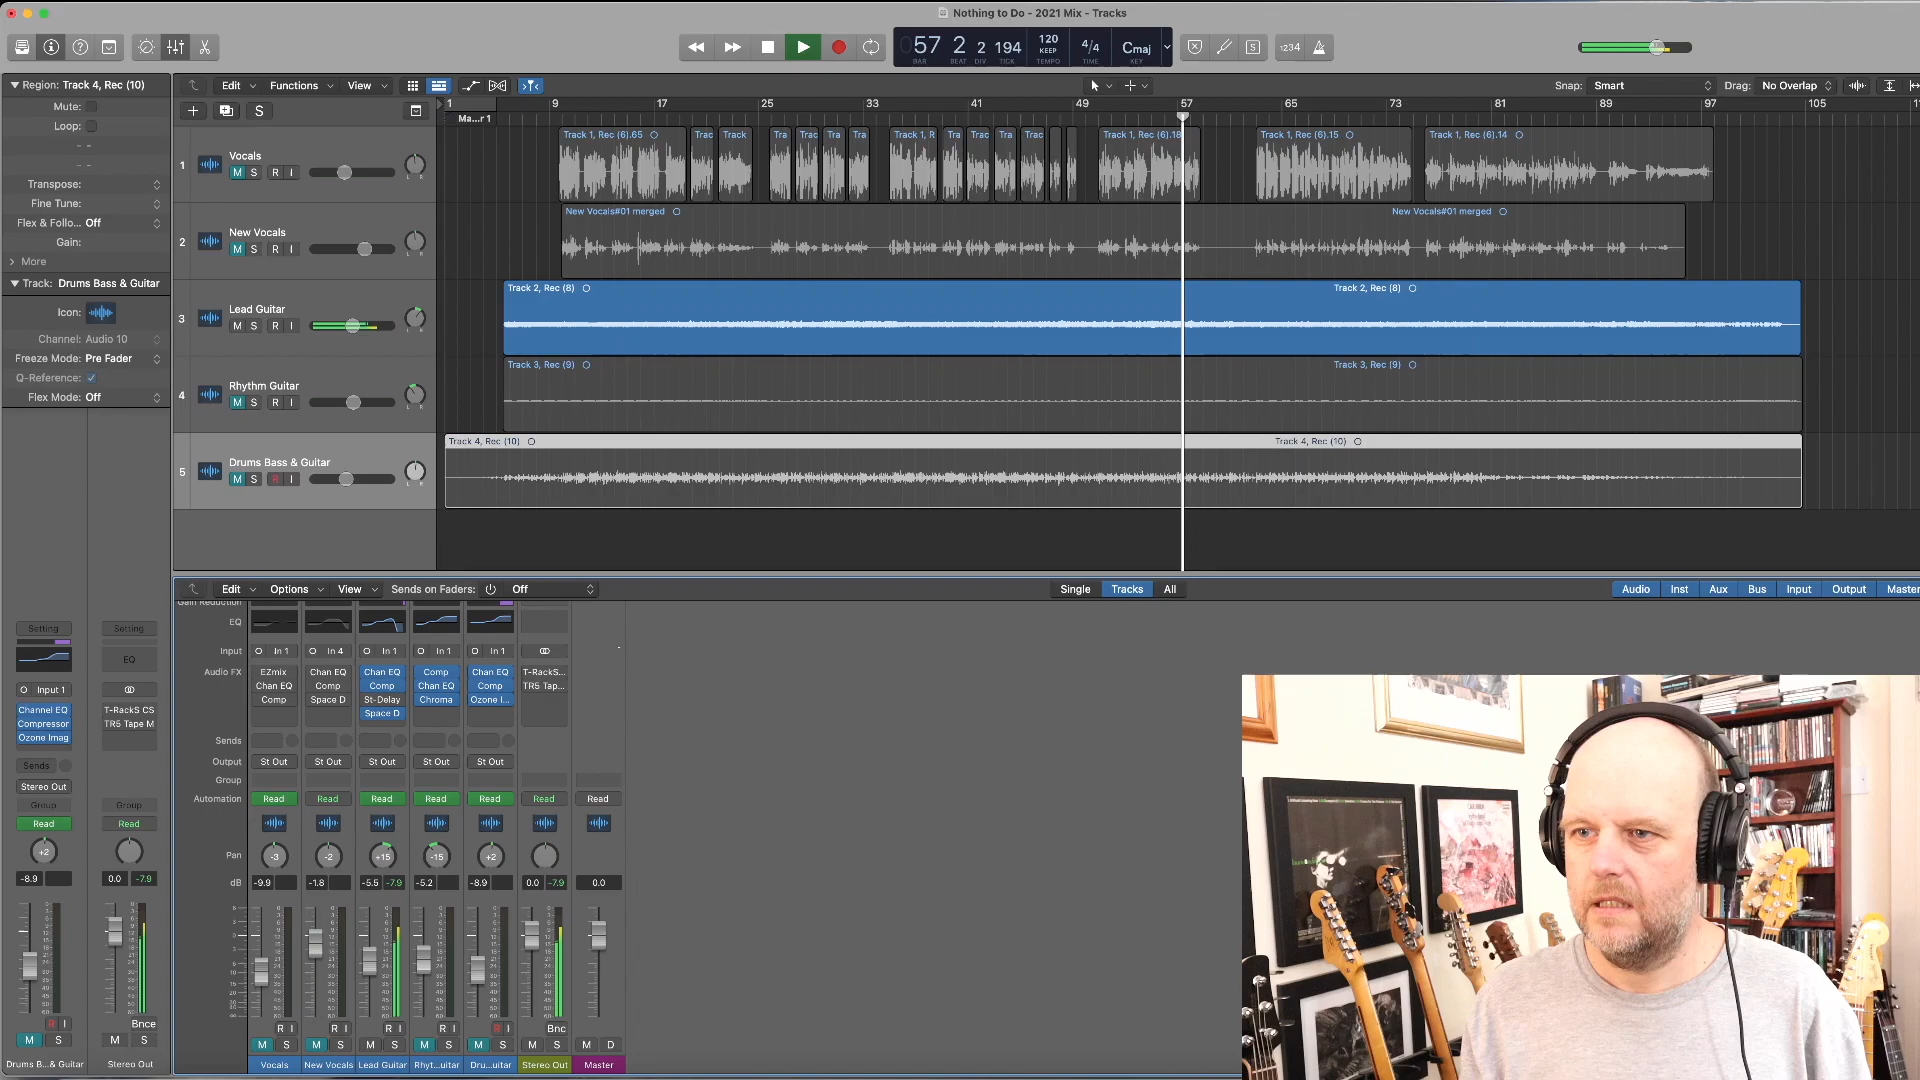 Nothing to Do - 2021 Mix - Tracks
57 2 2 194
BAR BEAT DIV TICK
120
KEEP
TEMPO
4/4
TIME
Cmaj
KEY
1234
Region: Track 4, Rec (10)
Mute:
Loop:
Transpose:
Fine Tune:
Flex & Follo... Off
Gain:
More
Track: Drums Bass & Guitar
Icon:
Channel: Audio 10
Freeze Mode: Pre Fader
Q-Reference:
Flex Mode: Off
Edit Functions View
Snap: Smart
Drag: No Overlap
S
1 9 17 25 33 41 49 57 65 73 81 89 97 105
Ma...r 1
1 Vocals
M S R I
Track 1, Rec (6).65 Trac Track Tra Trac Tra Tra Track 1, R Tra Trac Tra Trac Track 1, Rec (6).18 Track 1, Rec (6).15 Track 1, Rec (6).14
2 New Vocals
M S R I
New Vocals#01 merged New Vocals#01 merged
3 Lead Guitar
M S R I
Track 2, Rec (8) Track 2, Rec (8)
4 Rhythm Guitar
M S R I
Track 3, Rec (9) Track 3, Rec (9)
5 Drums Bass & Guitar
M S R I
Track 4, Rec (10) Track 4, Rec (10)
Edit Options View Sends on Faders: Off
Single Tracks All
Audio Inst Aux Bus Input Output Master
Gain Reduction
EQ
Input In 1 In 4 In 1 In 1 In 1
Audio FX EZmix Chan EQ Chan EQ Comp Chan EQ T-RackS...
Chan EQ Comp Comp Chan EQ Comp TR5 Tap...
Comp Space D St-Delay Chroma Ozone I...
Space D
Sends
Output St Out St Out St Out St Out St Out
Group
Automation Read Read Read Read Read Read Read
Pan -3 -2 +15 -15 +2
dB -9.9 -1.8 -5.5 -7.9 -5.2 -8.9 0.0 -7.9 0.0
R I R I R I R I R I Bnc
M S M S M S M S M S M S M D
Vocals New Vocals Lead Guitar Rhyt...uitar Dru...uitar Stereo Out Master
Setting Setting
EQ
Input 1
Channel EQ T-RackS CS
Compressor TR5 Tape M
Ozone Imag
Sends
Stereo Out
Group Group
Read Read
+2
-8.9 0.0 -7.9
R I Bnce
M S M S
Drums B...& Guitar Stereo Out